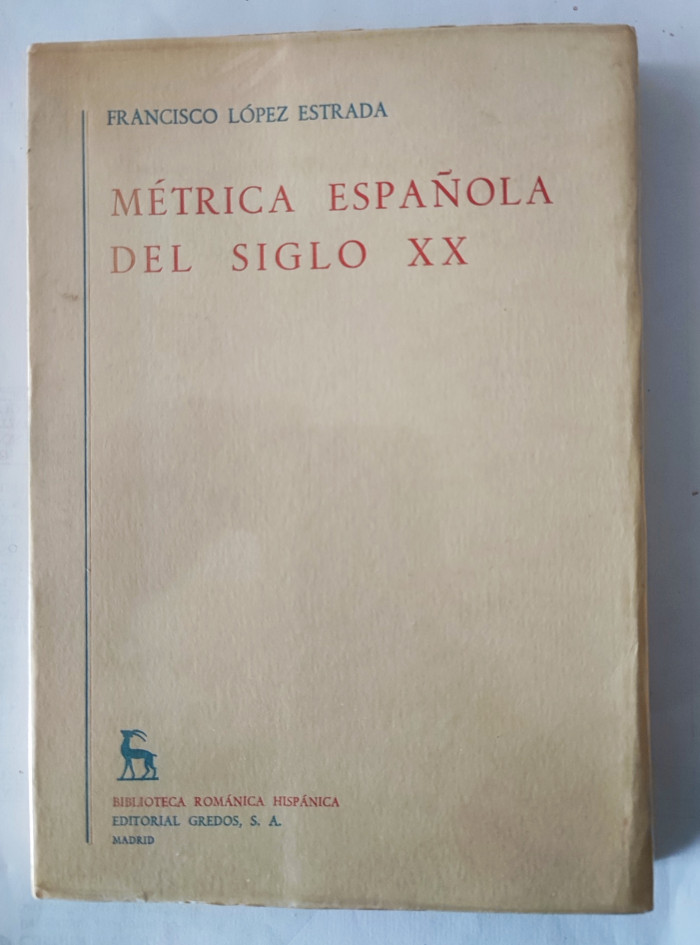 FRANCISCO LÓPEZ ESTRADA
MÉTRICA ESPAÑOLA
DEL SIGLO XX
BIBLIOTECA ROMÁNICA HISPÁNICA
EDITORIAL GREDOS, S. A.
MADRID